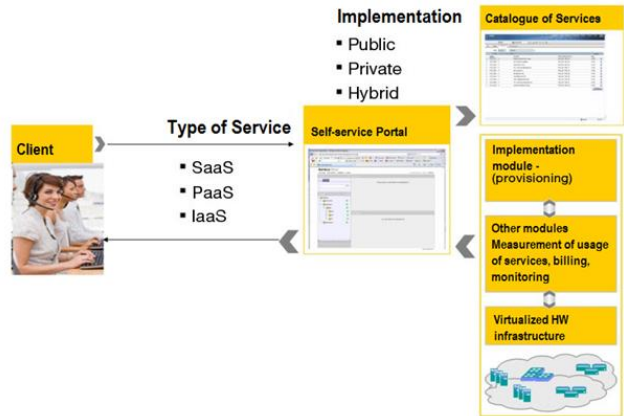 Implementation
▪ Public
▪ Private
▪ Hybrid
Catalogue of Services
Type of Service
▪ SaaS
▪ PaaS
▪ IaaS
Client
Self-service Portal
Implementation
module -
(provisioning)
Other modules
Measurement of usage
of services, billing,
monitoring
Virtualized HW
infrastructure